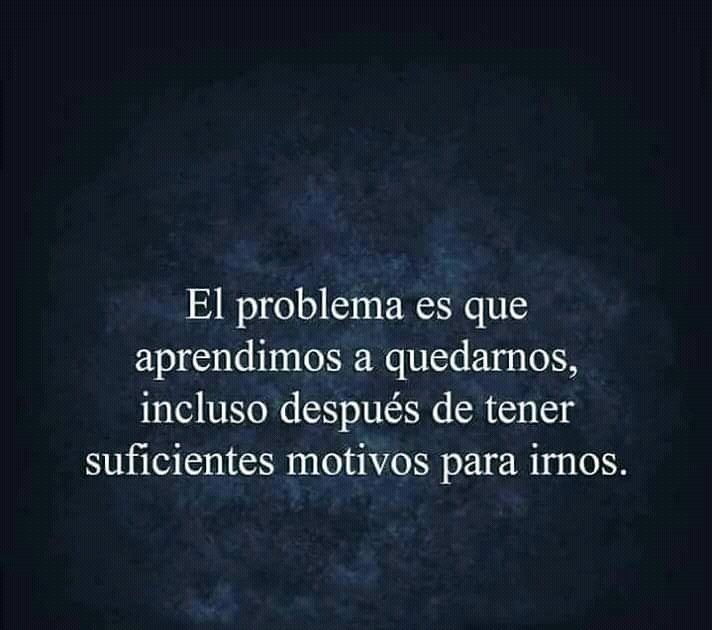 El problema es que
aprendimos a quedarnos,
incluso después de tener
suficientes motivos para irnos.